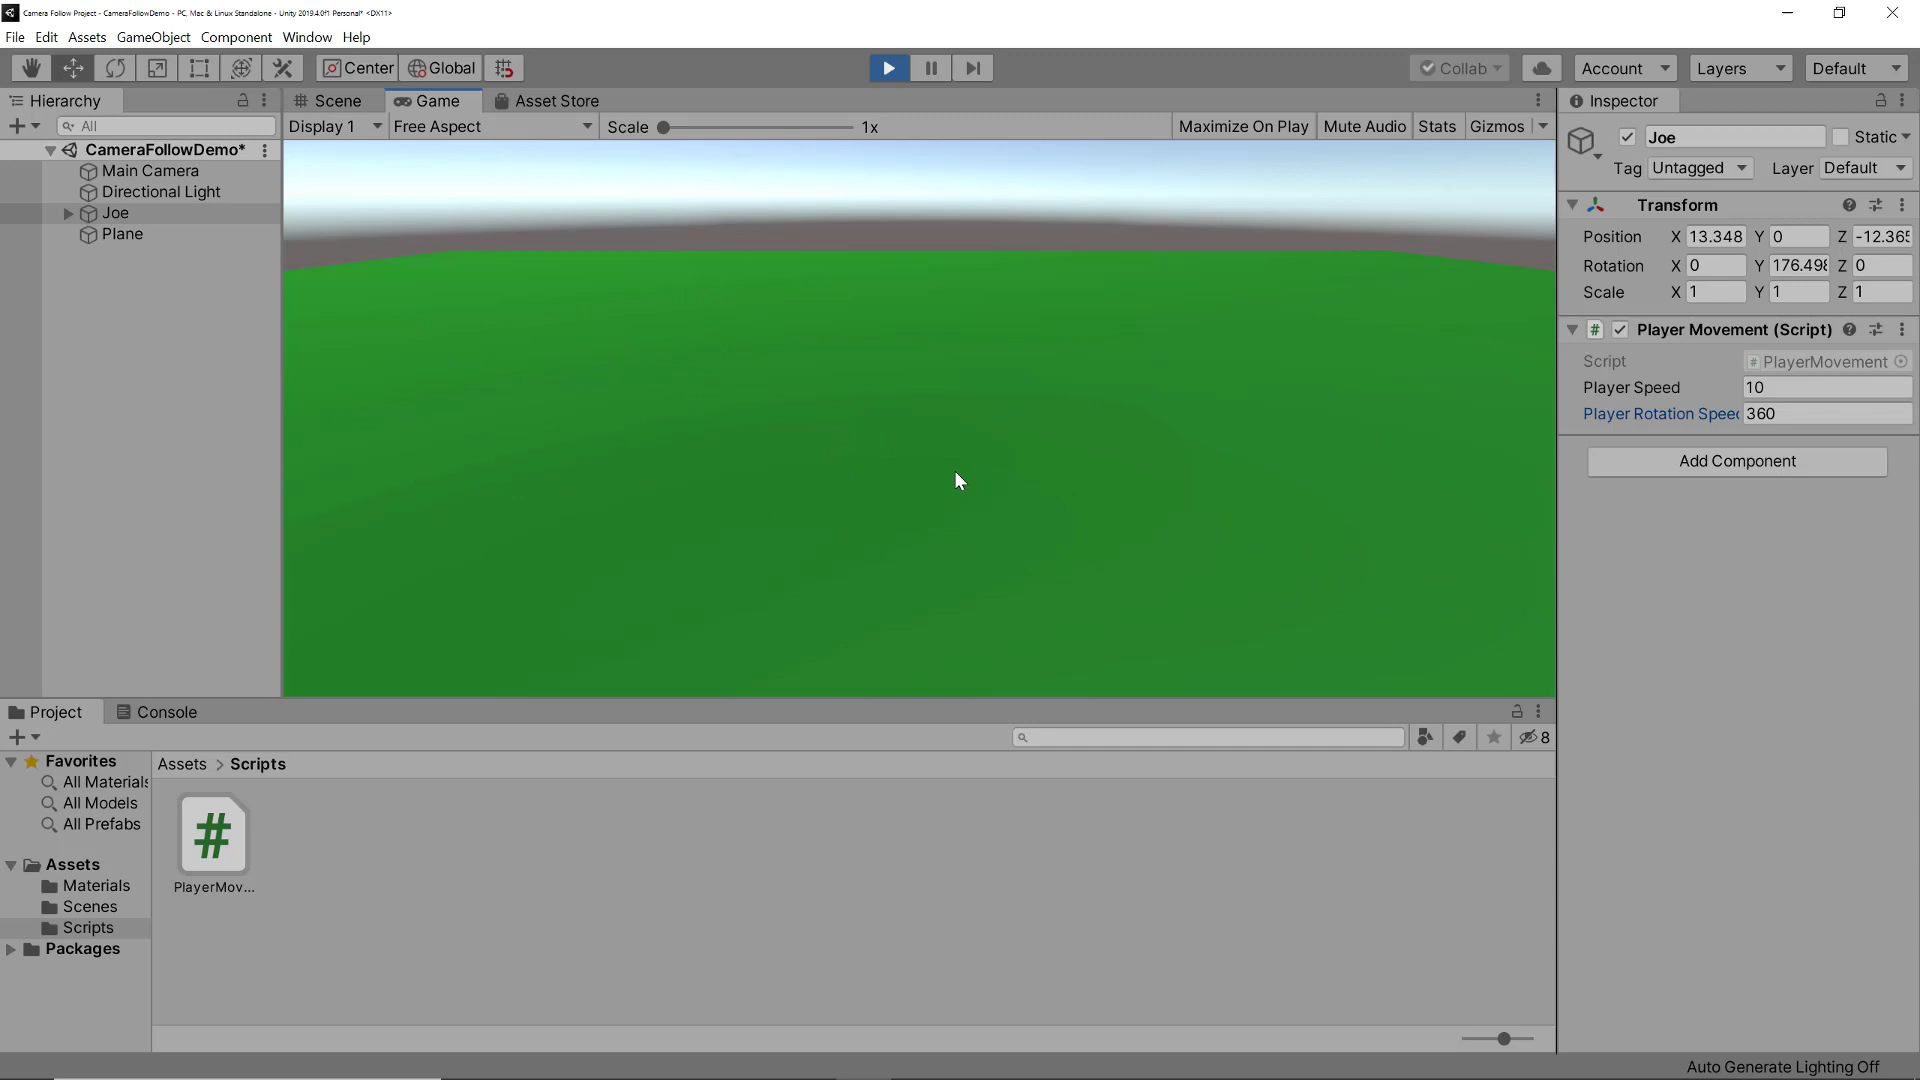 Camera Follow Project - CameraFollowDemo - PC, Mac & Linux Standalone - Unity 2019.4.0f1 Personal* <DX11>
File Edit Assets GameObject Component Window Help
Center Global Collab Account Layers Default
Hierarchy Scene Game Asset Store Inspector
All Display 1 Free Aspect Scale 1x Maximize On Play Mute Audio Stats Gizmos
Joe Static
CameraFollowDemo*
Tag Untagged Layer Default
Main Camera
Directional Light
Joe
Plane
Transform
Position X 13.348 Y 0 Z -12.365
Rotation X 0 Y 176.498 Z 0
Scale X 1 Y 1 Z 1
# Player Movement (Script)
Script # PlayerMovement
Player Speed 10
Player Rotation Speed 360
Add Component
Project Console
8
Favorites
All Materials
All Models
All Prefabs
Assets
Materials
Scenes
Scripts
Packages
Assets > Scripts
#
PlayerMov...
Auto Generate Lighting Off